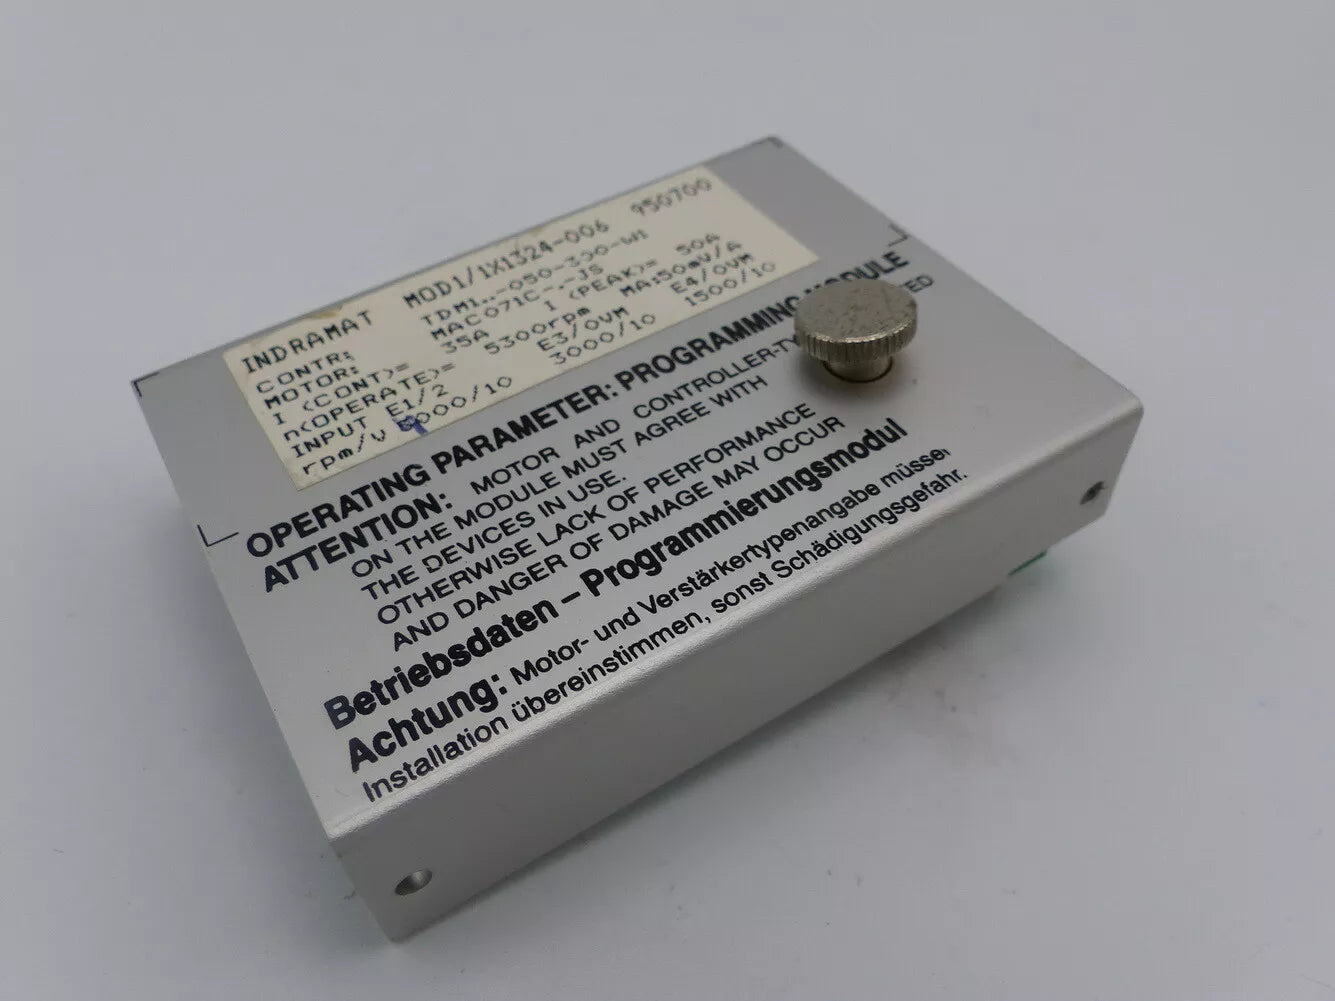 INDRAMAT MOD1/1X1324-006 950700
CONTR: TDM1..-050-300-W1
MOTOR: MAC071C-.-JS
I (CONT)= 35A I (PEAK)= 50A
n(OPERATE)= 5300rpm MA:50mV/A
INPUT E1/2 E3/OVM E4/OVM
rpm/v 000/10 3000/10 1500/10
OPERATING PARAMETER: PROGRAMMING MODULE
ATTENTION: MOTOR AND CONTROLLER-TY
ON THE MODULE MUST AGREE WITH
THE DEVICES IN USE.
OTHERWISE LACK OF PERFORMANCE
AND DANGER OF DAMAGE MAY OCCUR
Betriebsdaten – Programmierungsmodul
Achtung: Motor- und Verstärkertypenangabe müssen
Installation übereinstimmen, sonst Schädigungsgefahr.